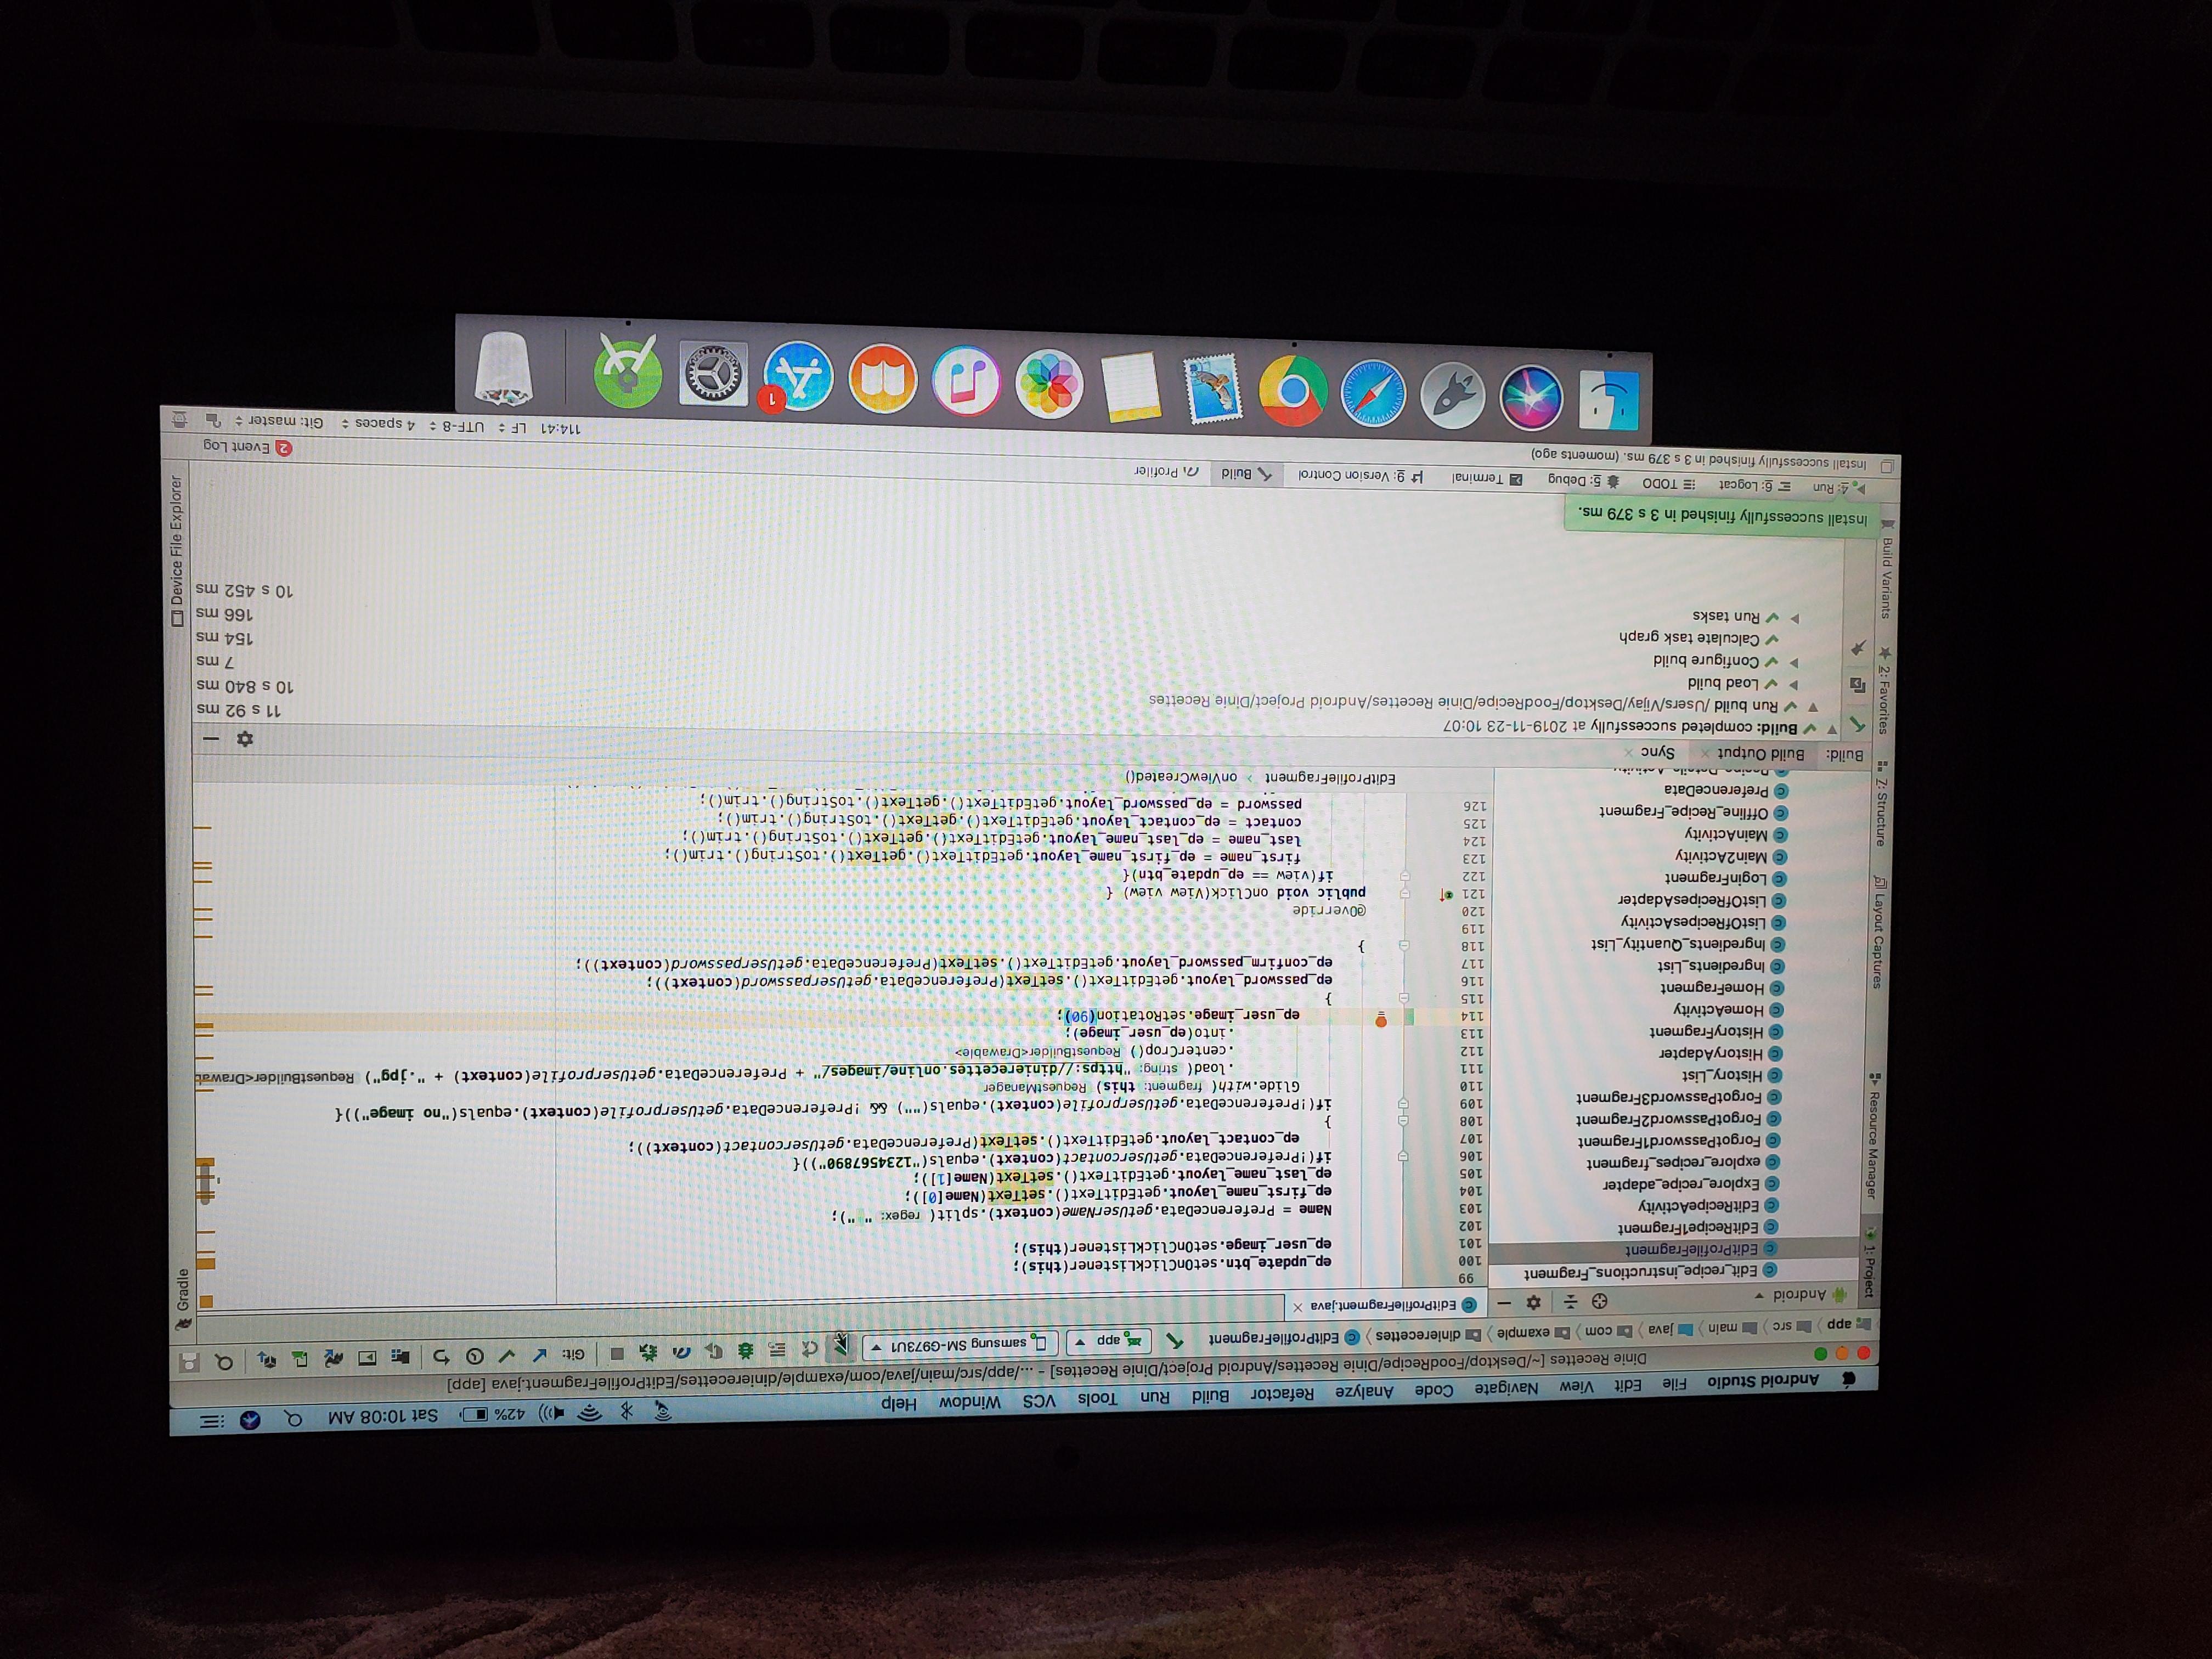 Android Studio File Edit View Navigate Code Analyze Refactor Build Run Tools VCS Window Help 42% Sat 10:08 AM
Dinie Recettes [~/Desktop/FoodRecipe/Dinie Recettes/Android Project/Dinie Recettes] - .../app/src/main/java/com/example/dinierecettes/EditProfileFragment.java [app]
app src main java com example dinierecettes EditProfileFragment app samsung SM-G973U1 Git:
Android
EditProfileFragment.java
1: Project
Resource Manager
Layout Captures
7: Structure
2: Favorites
Build Variants
Edit_recipe_instructions_Fragment
EditProfileFragment
EditRecipe1Fragment
EditRecipeActivity
Explore_recipe_adapter
explore_recipes_fragment
ForgotPassword1Fragment
ForgotPassword2Fragment
ForgotPassword3Fragment
History_List
HistoryAdapter
HistoryFragment
HomeActivity
HomeFragment
Ingredients_List
Ingredients_Quantity_List
ListOfRecipesActivity
ListOfRecipesAdapter
LoginFragment
Main2Activity
MainActivity
Offline_Recipe_Fragment
PreferenceData
Recipe_Details_Activity
99
100 ep_update_btn.setOnClickListener(this);
101 ep_user_image.setOnClickListener(this);
102
103 Name = PreferenceData.getUserName(context).split( regex: " ");
104 ep_first_name_layout.getEditText().setText(Name[0]);
105 ep_last_name_layout.getEditText().setText(Name[1]);
106 if(!PreferenceData.getUsercontact(context).equals("1234567890")){
107 ep_contact_layout.getEditText().setText(PreferenceData.getUsercontact(context));
108 }
109 if(!PreferenceData.getUserprofile(context).equals("") && !PreferenceData.getUserprofile(context).equals("no image")){
110 Glide.with( fragment: this) RequestManager
111 .load( string: "https://dinierecettes.online/images/" + PreferenceData.getUserprofile(context) + ".jpg") RequestBuilder<Drawab
112 .centerCrop() RequestBuilder<Drawable>
113 .into(ep_user_image);
114 ep_user_image.setRotation(90);
115 }
116 ep_password_layout.getEditText().setText(PreferenceData.getUserpassword(context));
117 ep_confirm_password_layout.getEditText().setText(PreferenceData.getUserpassword(context));
118 }
119
120 @Override
121 public void onClick(View view) {
122 if(view == ep_update_btn){
123 first_name = ep_first_name_layout.getEditText().getText().toString().trim();
124 last_name = ep_last_name_layout.getEditText().getText().toString().trim();
125 contact = ep_contact_layout.getEditText().getText().toString().trim();
126 password = ep_password_layout.getEditText().getText().toString().trim();
EditProfileFragment > onViewCreated()
Gradle
Device File Explorer
Build: Build Output × Sync ×
Build: completed successfully at 2019-11-23 10:07 11 s 92 ms
Run build /Users/Vijay/Desktop/FoodRecipe/Dinie Recettes/Android Project/Dinie Recettes 10 s 840 ms
Load build 7 ms
Configure build 154 ms
Calculate task graph 166 ms
Run tasks 10 s 452 ms
Install successfully finished in 3 s 379 ms.
4: Run 6: Logcat TODO 5: Debug Terminal 9: Version Control Build Profiler 2 Event Log
Install successfully finished in 3 s 379 ms. (moments ago) 114:41 LF UTF-8 4 spaces Git: master
1